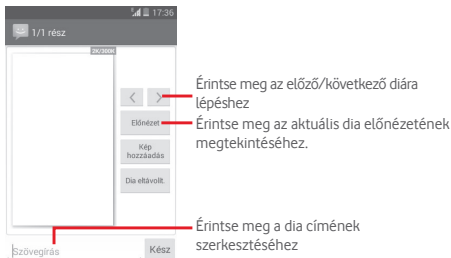 17:36
1/1 rész
2K/300K
Előnézet
Kép
hozzáadás
Dia eltávolít.
Szövegírás
Kész
Érintse meg az előző/következő diára
lépéshez
Érintse meg az aktuális dia előnézetének
megtekintéséhez.
Érintse meg a dia címének
szerkesztéséhez